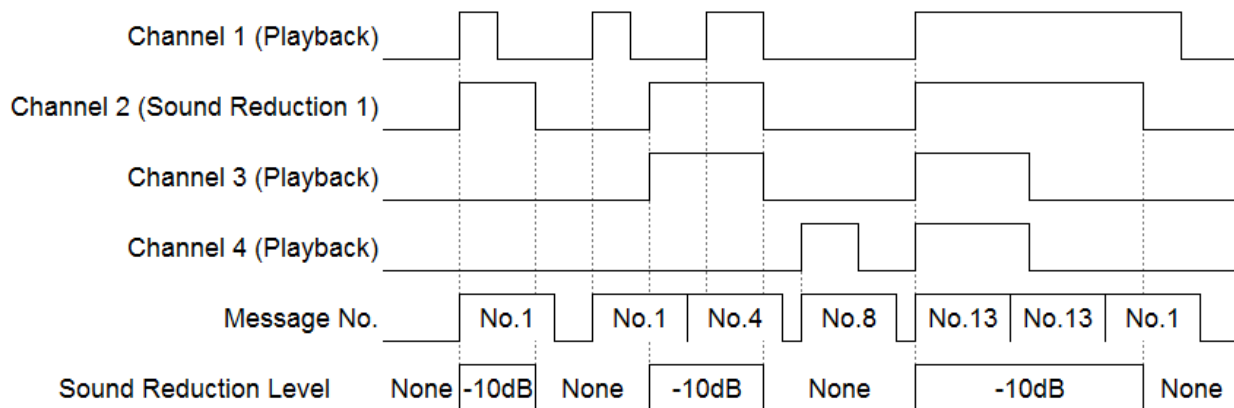 Channel 1 (Playback)
Channel 2 (Sound Reduction 1)
Channel 3 (Playback)
Channel 4 (Playback)
Message No. No.1 No.1 No.4 No.8 No.13 No.13 No.1
Sound Reduction Level None -10dB None -10dB None -10dB None